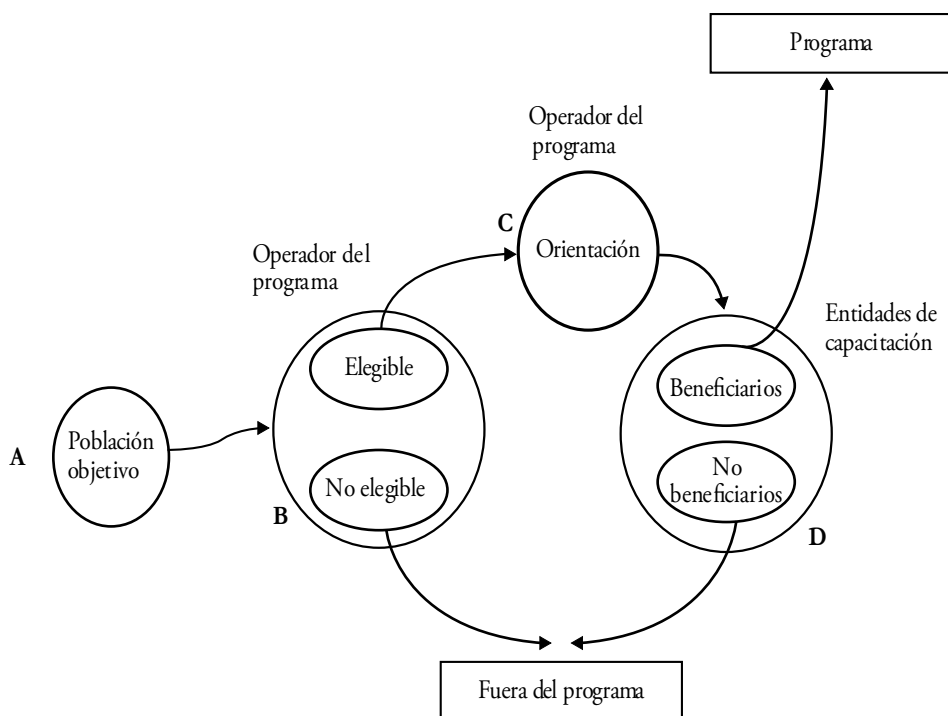 Programa
Operador del
programa
C
Orientación
Operador del
programa
Entidades de
capacitación
Elegible
Beneficiarios
A
Población
objetivo
No elegible
No
beneficiarios
B
D
Fuera del programa